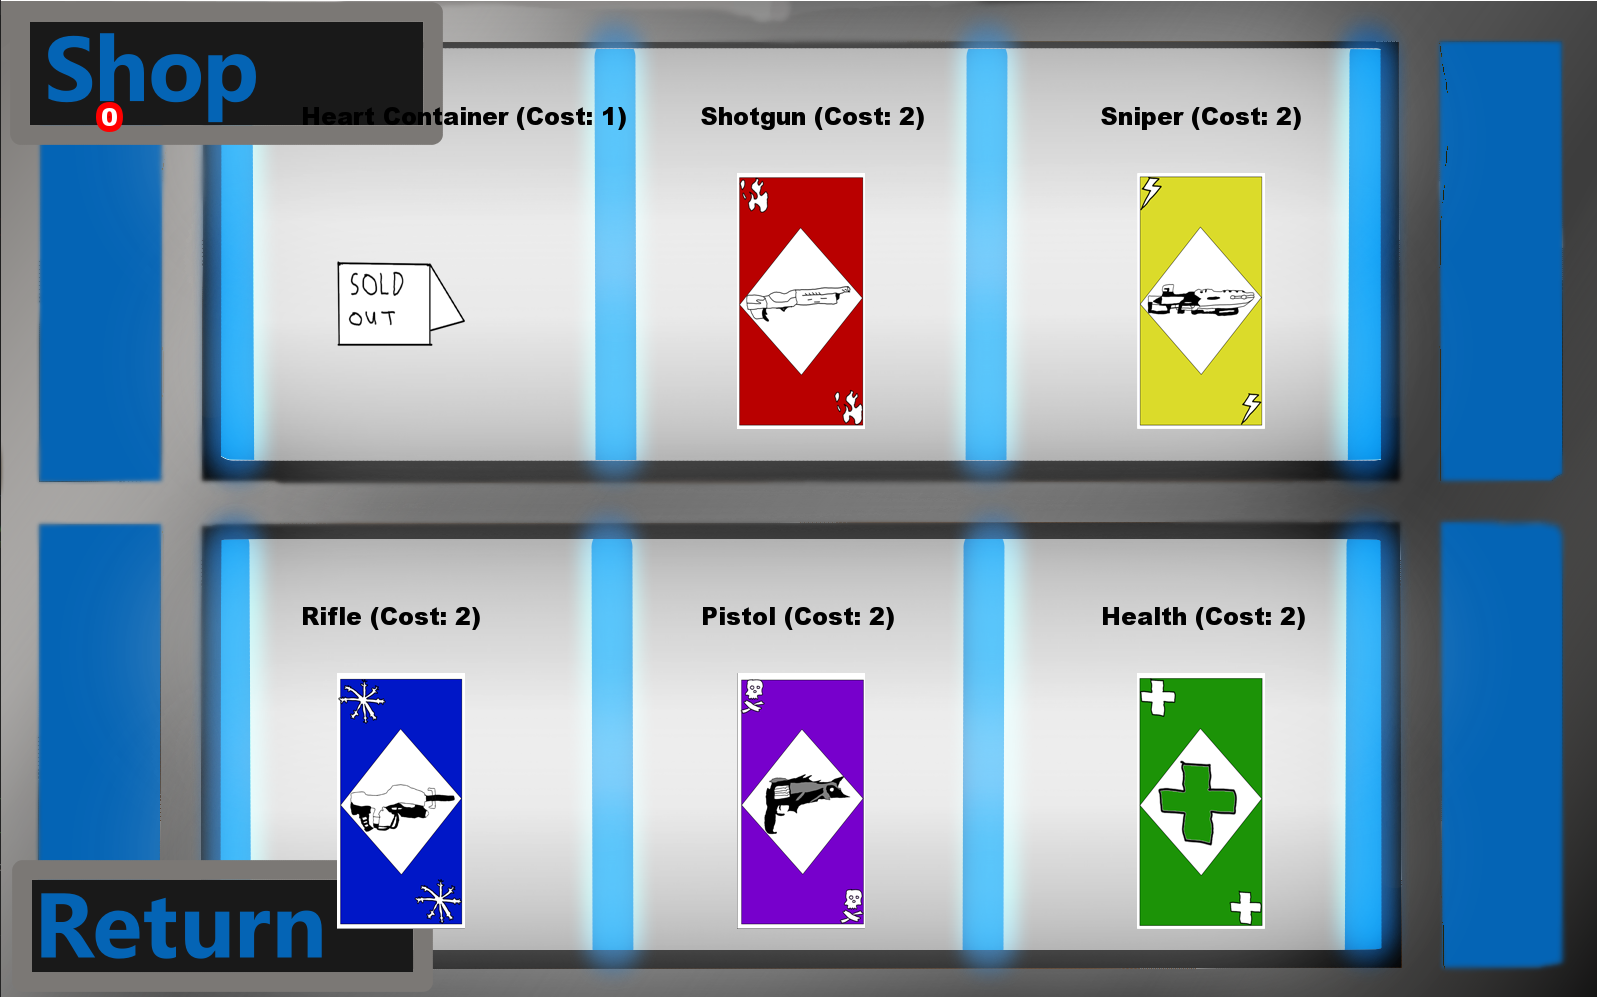 Shop
0
Heart Container (Cost: 1)
Shotgun (Cost: 2)
Sniper (Cost: 2)
SOLD
OUT
Rifle (Cost: 2)
Pistol (Cost: 2)
Health (Cost: 2)
Return